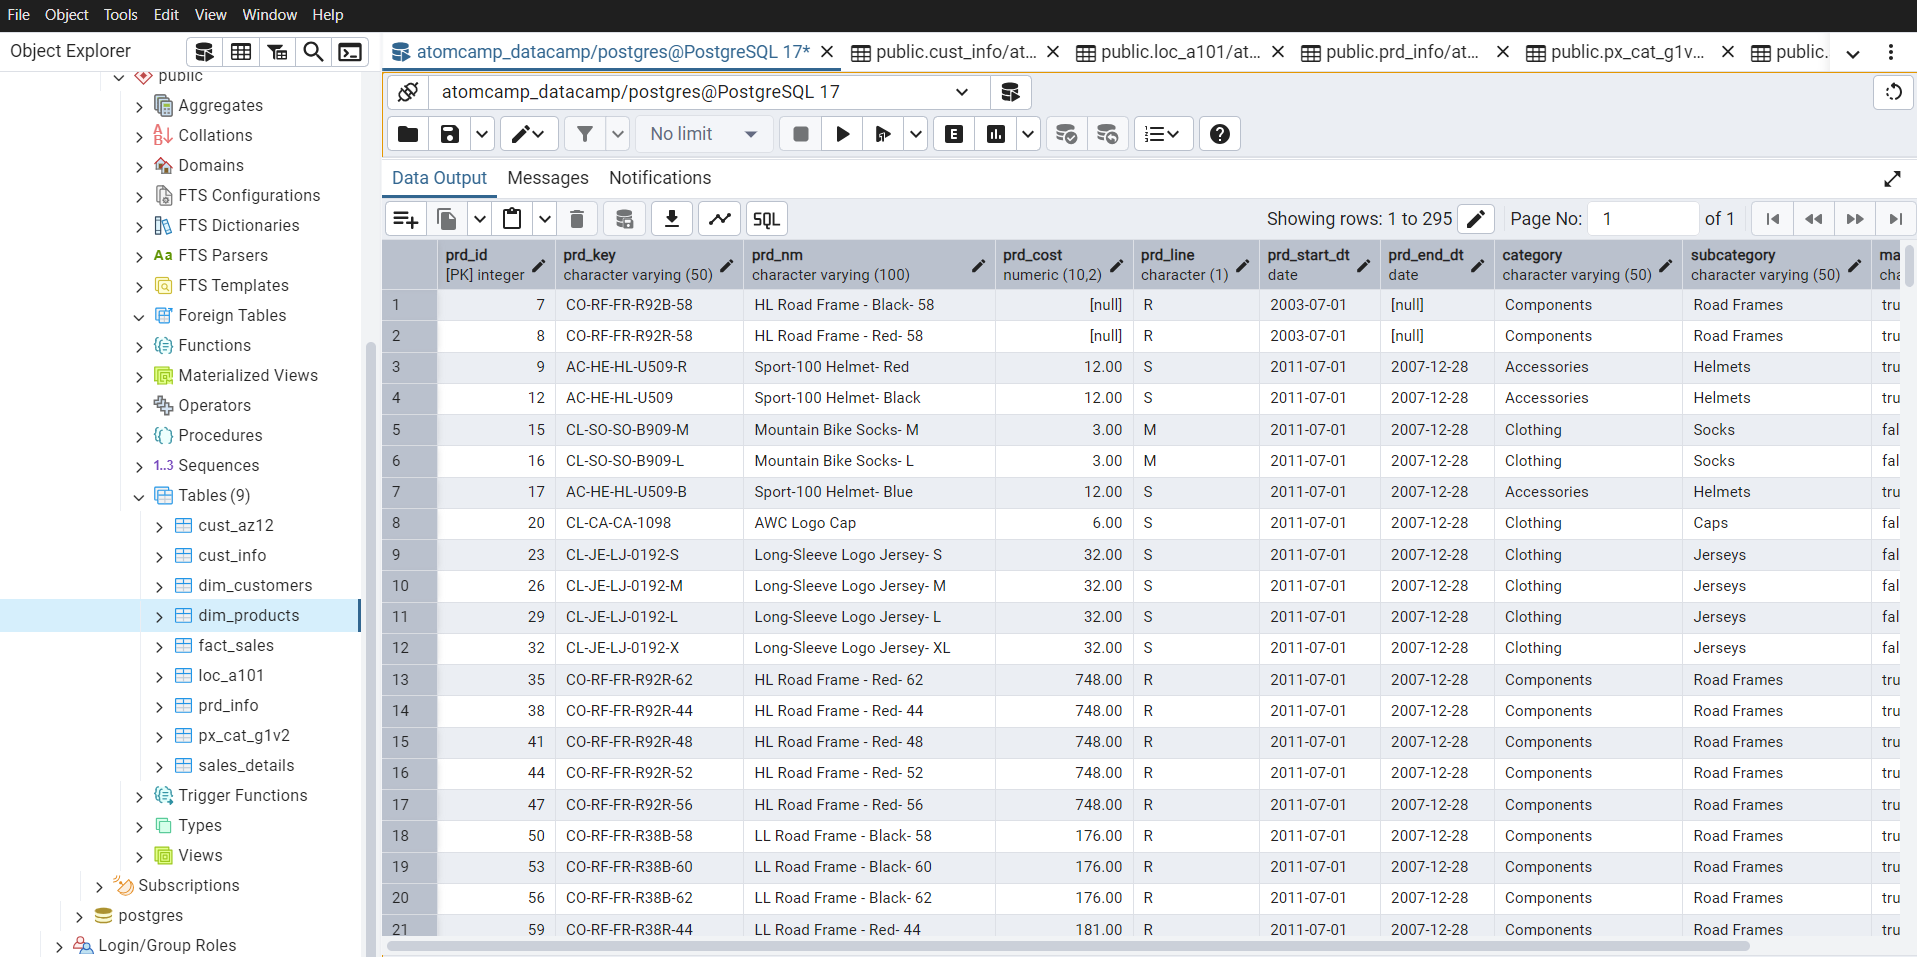 File Object Tools Edit View Window Help
Object Explorer
public
Aggregates
Collations
Domains
FTS Configurations
FTS Dictionaries
Aa FTS Parsers
FTS Templates
Foreign Tables
Functions
Materialized Views
Operators
Procedures
1..3 Sequences
Tables (9)
cust_az12
cust_info
dim_customers
dim_products
fact_sales
loc_a101
prd_info
px_cat_g1v2
sales_details
Trigger Functions
Types
Views
Subscriptions
postgres
Login/Group Roles
atomcamp_datacamp/postgres@PostgreSQL 17* public.cust_info/at... public.loc_a101/at... public.prd_info/at... public.px_cat_g1v... public.
atomcamp_datacamp/postgres@PostgreSQL 17
No limit E
Data Output Messages Notifications
SQL Showing rows: 1 to 295 Page No: 1 of 1
prd_id prd_key prd_nm prd_cost prd_line prd_start_dt prd_end_dt category subcategory ma
[PK] integer character varying (50) character varying (100) numeric (10,2) character (1) date date character varying (50) character varying (50) cha
1 7 CO-RF-FR-R92B-58 HL Road Frame - Black- 58 [null] R 2003-07-01 [null] Components Road Frames tru
2 8 CO-RF-FR-R92R-58 HL Road Frame - Red- 58 [null] R 2003-07-01 [null] Components Road Frames tru
3 9 AC-HE-HL-U509-R Sport-100 Helmet- Red 12.00 S 2011-07-01 2007-12-28 Accessories Helmets tru
4 12 AC-HE-HL-U509 Sport-100 Helmet- Black 12.00 S 2011-07-01 2007-12-28 Accessories Helmets tru
5 15 CL-SO-SO-B909-M Mountain Bike Socks- M 3.00 M 2011-07-01 2007-12-28 Clothing Socks fal
6 16 CL-SO-SO-B909-L Mountain Bike Socks- L 3.00 M 2011-07-01 2007-12-28 Clothing Socks fal
7 17 AC-HE-HL-U509-B Sport-100 Helmet- Blue 12.00 S 2011-07-01 2007-12-28 Accessories Helmets tru
8 20 CL-CA-CA-1098 AWC Logo Cap 6.00 S 2011-07-01 2007-12-28 Clothing Caps fal
9 23 CL-JE-LJ-0192-S Long-Sleeve Logo Jersey- S 32.00 S 2011-07-01 2007-12-28 Clothing Jerseys fal
10 26 CL-JE-LJ-0192-M Long-Sleeve Logo Jersey- M 32.00 S 2011-07-01 2007-12-28 Clothing Jerseys fal
11 29 CL-JE-LJ-0192-L Long-Sleeve Logo Jersey- L 32.00 S 2011-07-01 2007-12-28 Clothing Jerseys fal
12 32 CL-JE-LJ-0192-X Long-Sleeve Logo Jersey- XL 32.00 S 2011-07-01 2007-12-28 Clothing Jerseys fal
13 35 CO-RF-FR-R92R-62 HL Road Frame - Red- 62 748.00 R 2011-07-01 2007-12-28 Components Road Frames tru
14 38 CO-RF-FR-R92R-44 HL Road Frame - Red- 44 748.00 R 2011-07-01 2007-12-28 Components Road Frames tru
15 41 CO-RF-FR-R92R-48 HL Road Frame - Red- 48 748.00 R 2011-07-01 2007-12-28 Components Road Frames tru
16 44 CO-RF-FR-R92R-52 HL Road Frame - Red- 52 748.00 R 2011-07-01 2007-12-28 Components Road Frames tru
17 47 CO-RF-FR-R92R-56 HL Road Frame - Red- 56 748.00 R 2011-07-01 2007-12-28 Components Road Frames tru
18 50 CO-RF-FR-R38B-58 LL Road Frame - Black- 58 176.00 R 2011-07-01 2007-12-28 Components Road Frames tru
19 53 CO-RF-FR-R38B-60 LL Road Frame - Black- 60 176.00 R 2011-07-01 2007-12-28 Components Road Frames tru
20 56 CO-RF-FR-R38B-62 LL Road Frame - Black- 62 176.00 R 2011-07-01 2007-12-28 Components Road Frames tru
21 59 CO-RF-FR-R38R-44 LL Road Frame - Red- 44 181.00 R 2011-07-01 2007-12-28 Components Road Frames tru